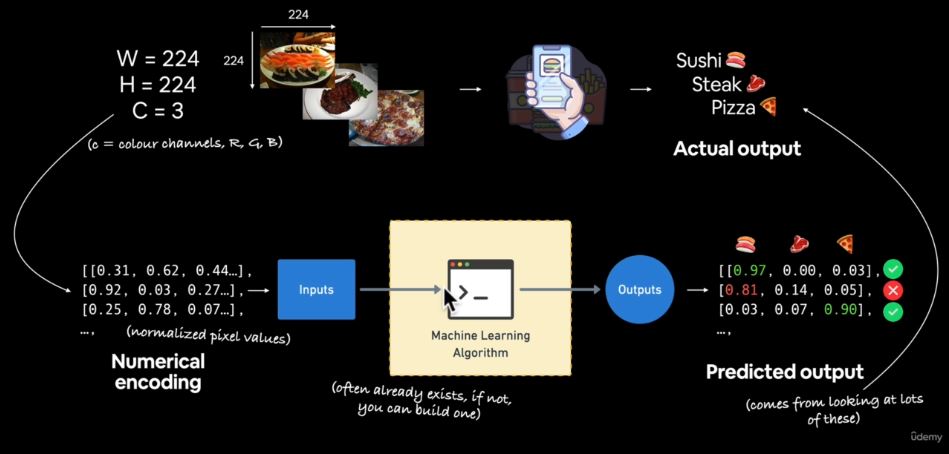 224
224
W = 224
H = 224
C = 3
(c = colour channels, R, G, B)
Sushi
Steak
Pizza
Actual output
[[0.31, 0.62, 0.44…],
[0.92, 0.03, 0.27…],
[0.25, 0.78, 0.07…],
…,
(normalized pixel values)
Numerical
encoding
Inputs
Machine Learning
Algorithm
(often already exists, if not,
you can build one)
Outputs
[[0.97, 0.00, 0.03],
[0.81, 0.14, 0.05],
[0.03, 0.07, 0.90],
…,
Predicted output
(comes from looking at lots
of these)
ûdemy